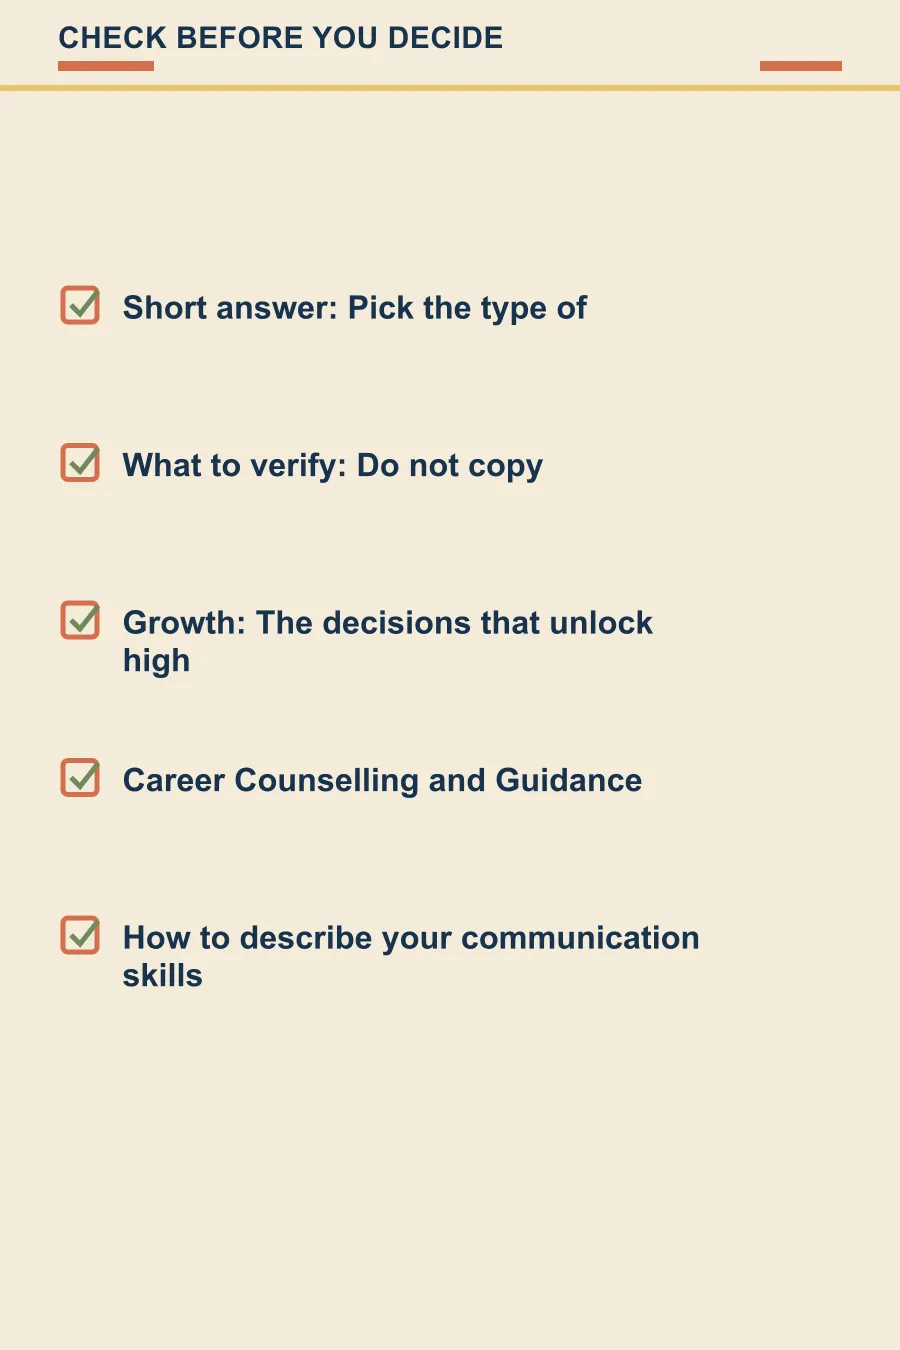 CHECK BEFORE YOU DECIDE
Short answer: Pick the type of
What to verify: Do not copy
Growth: The decisions that unlock
high
Career Counselling and Guidance
How to describe your communication
skills